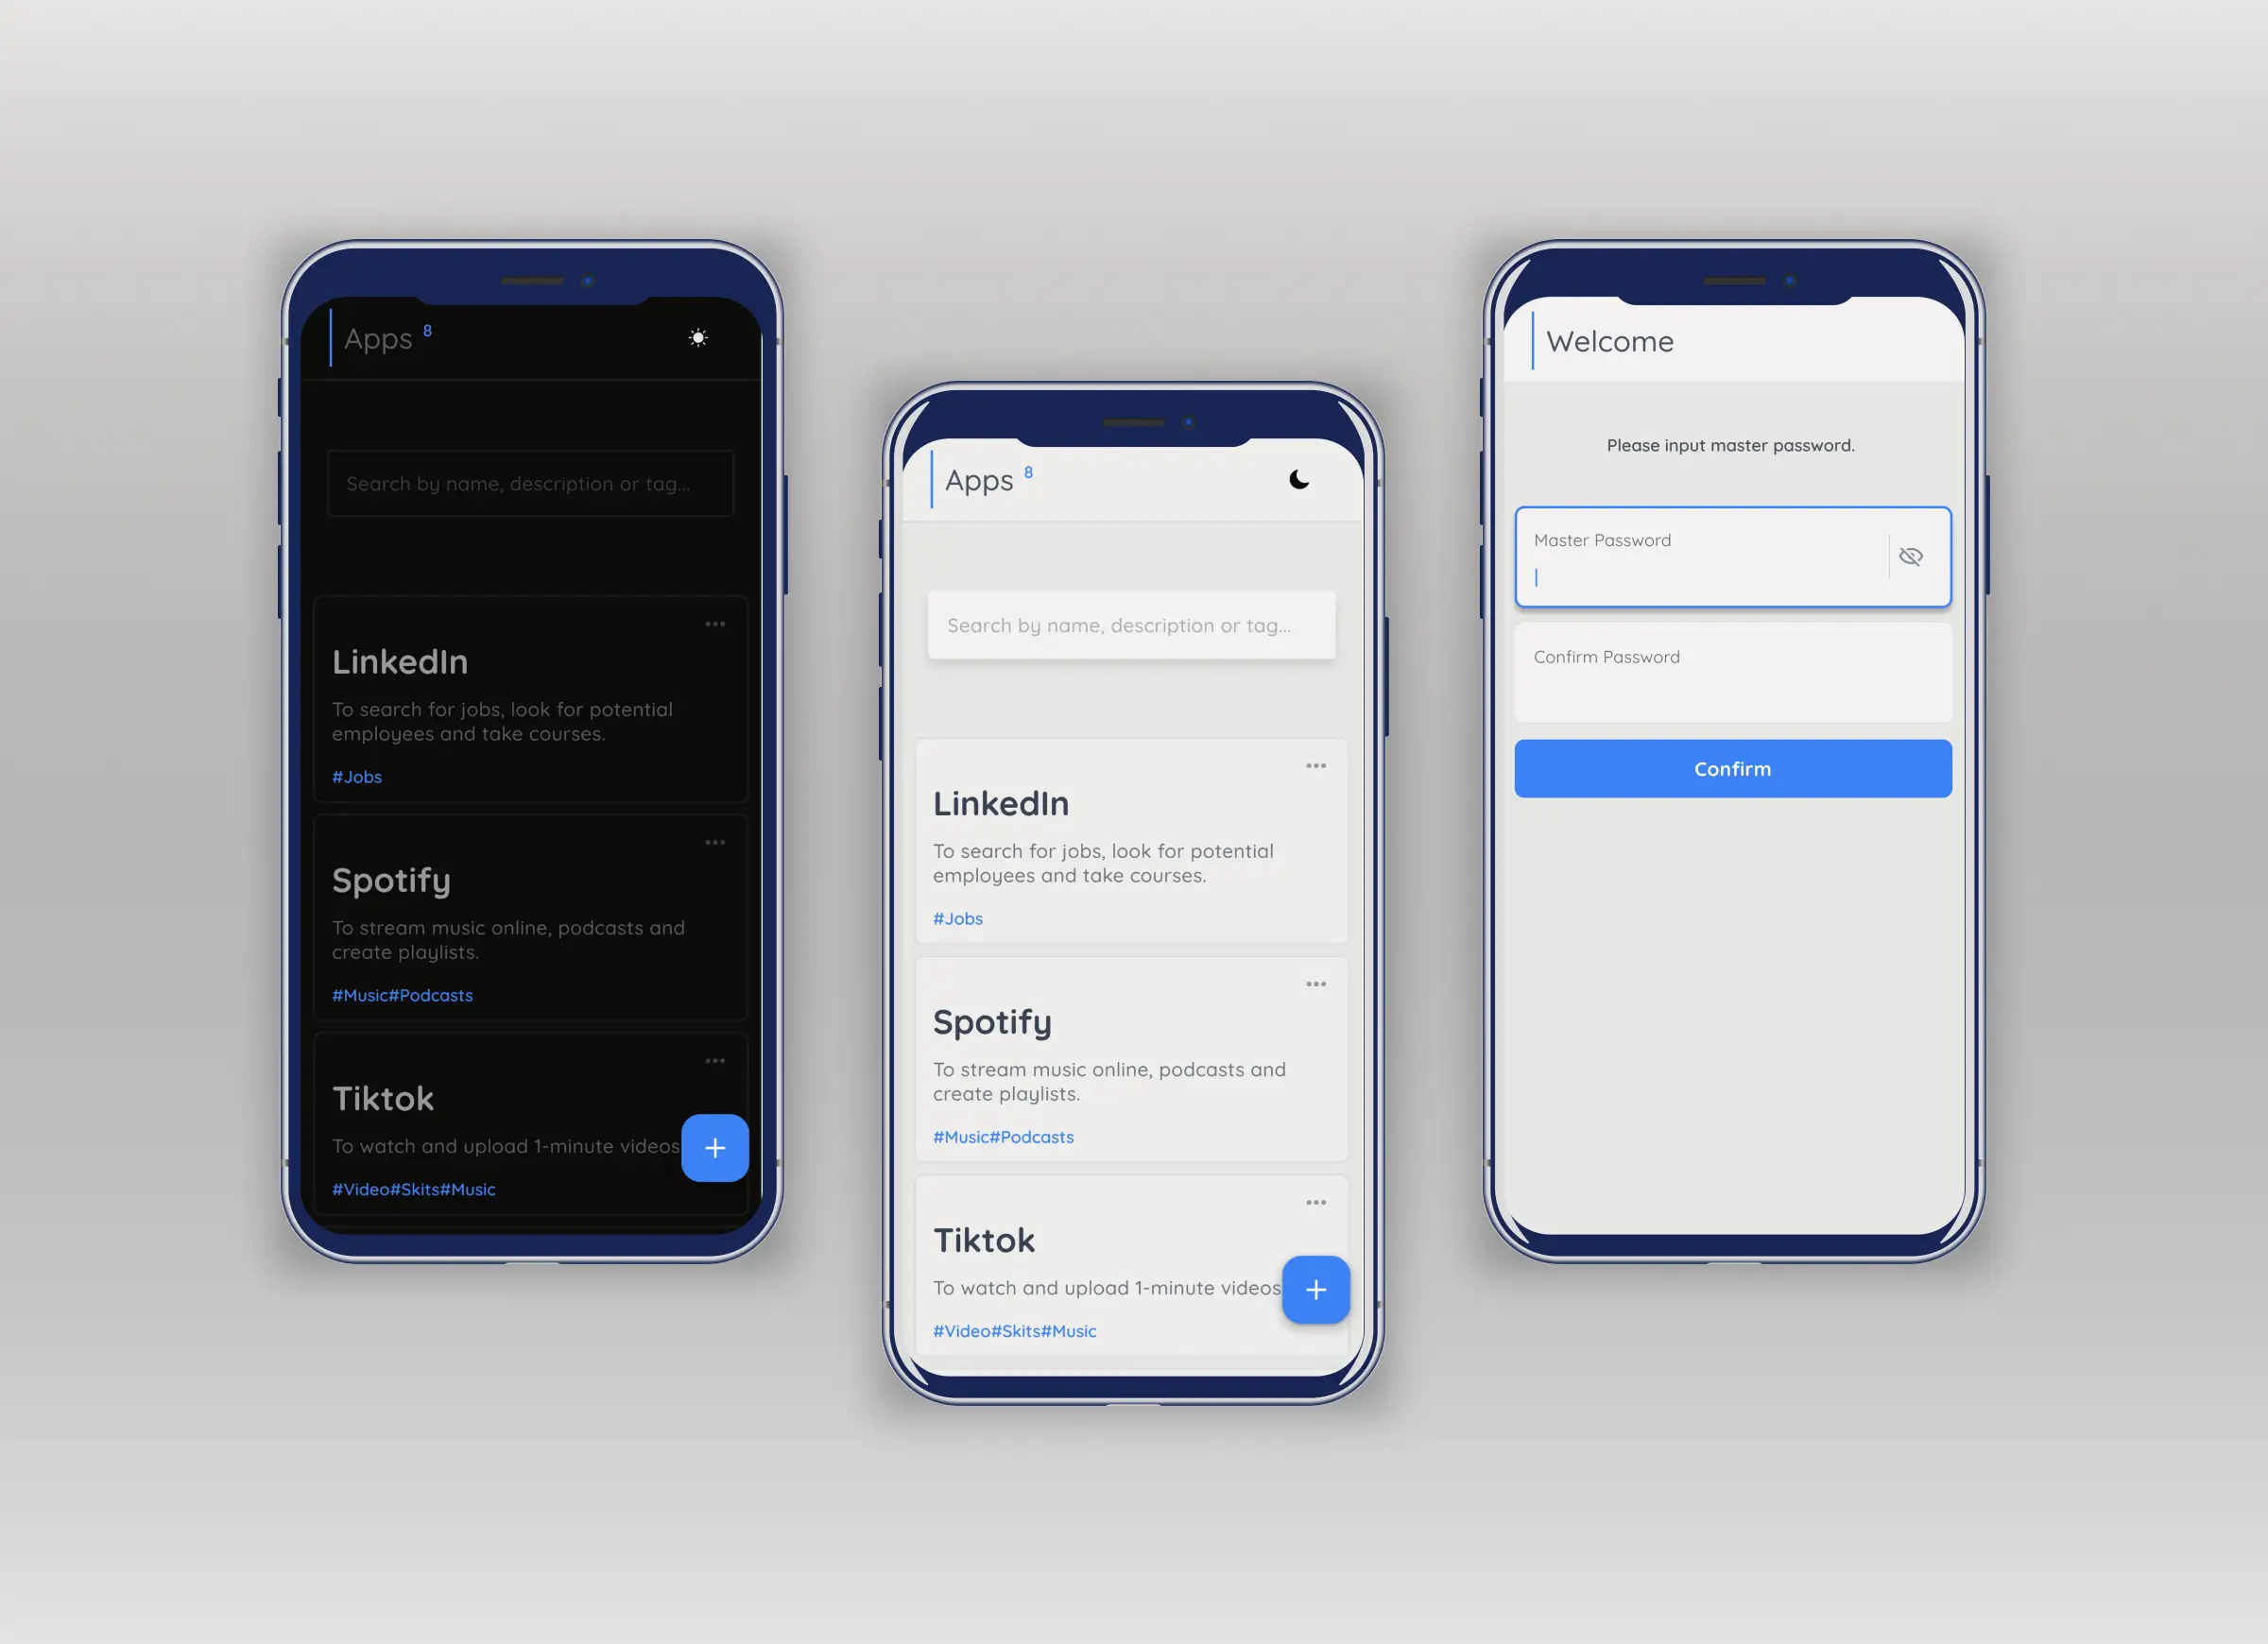 Apps 8
Search by name, description or tag...
LinkedIn
To search for jobs, look for potential
employees and take courses.
#Jobs
Spotify
To stream music online, podcasts and
create playlists.
#Music#Podcasts
Tiktok
To watch and upload 1-minute videos
#Video#Skits#Music
Apps 8
Search by name, description or tag...
LinkedIn
To search for jobs, look for potential
employees and take courses.
#Jobs
Spotify
To stream music online, podcasts and
create playlists.
#Music#Podcasts
Tiktok
To watch and upload 1-minute videos
#Video#Skits#Music
Welcome
Please input master password.
Master Password
Confirm Password
Confirm